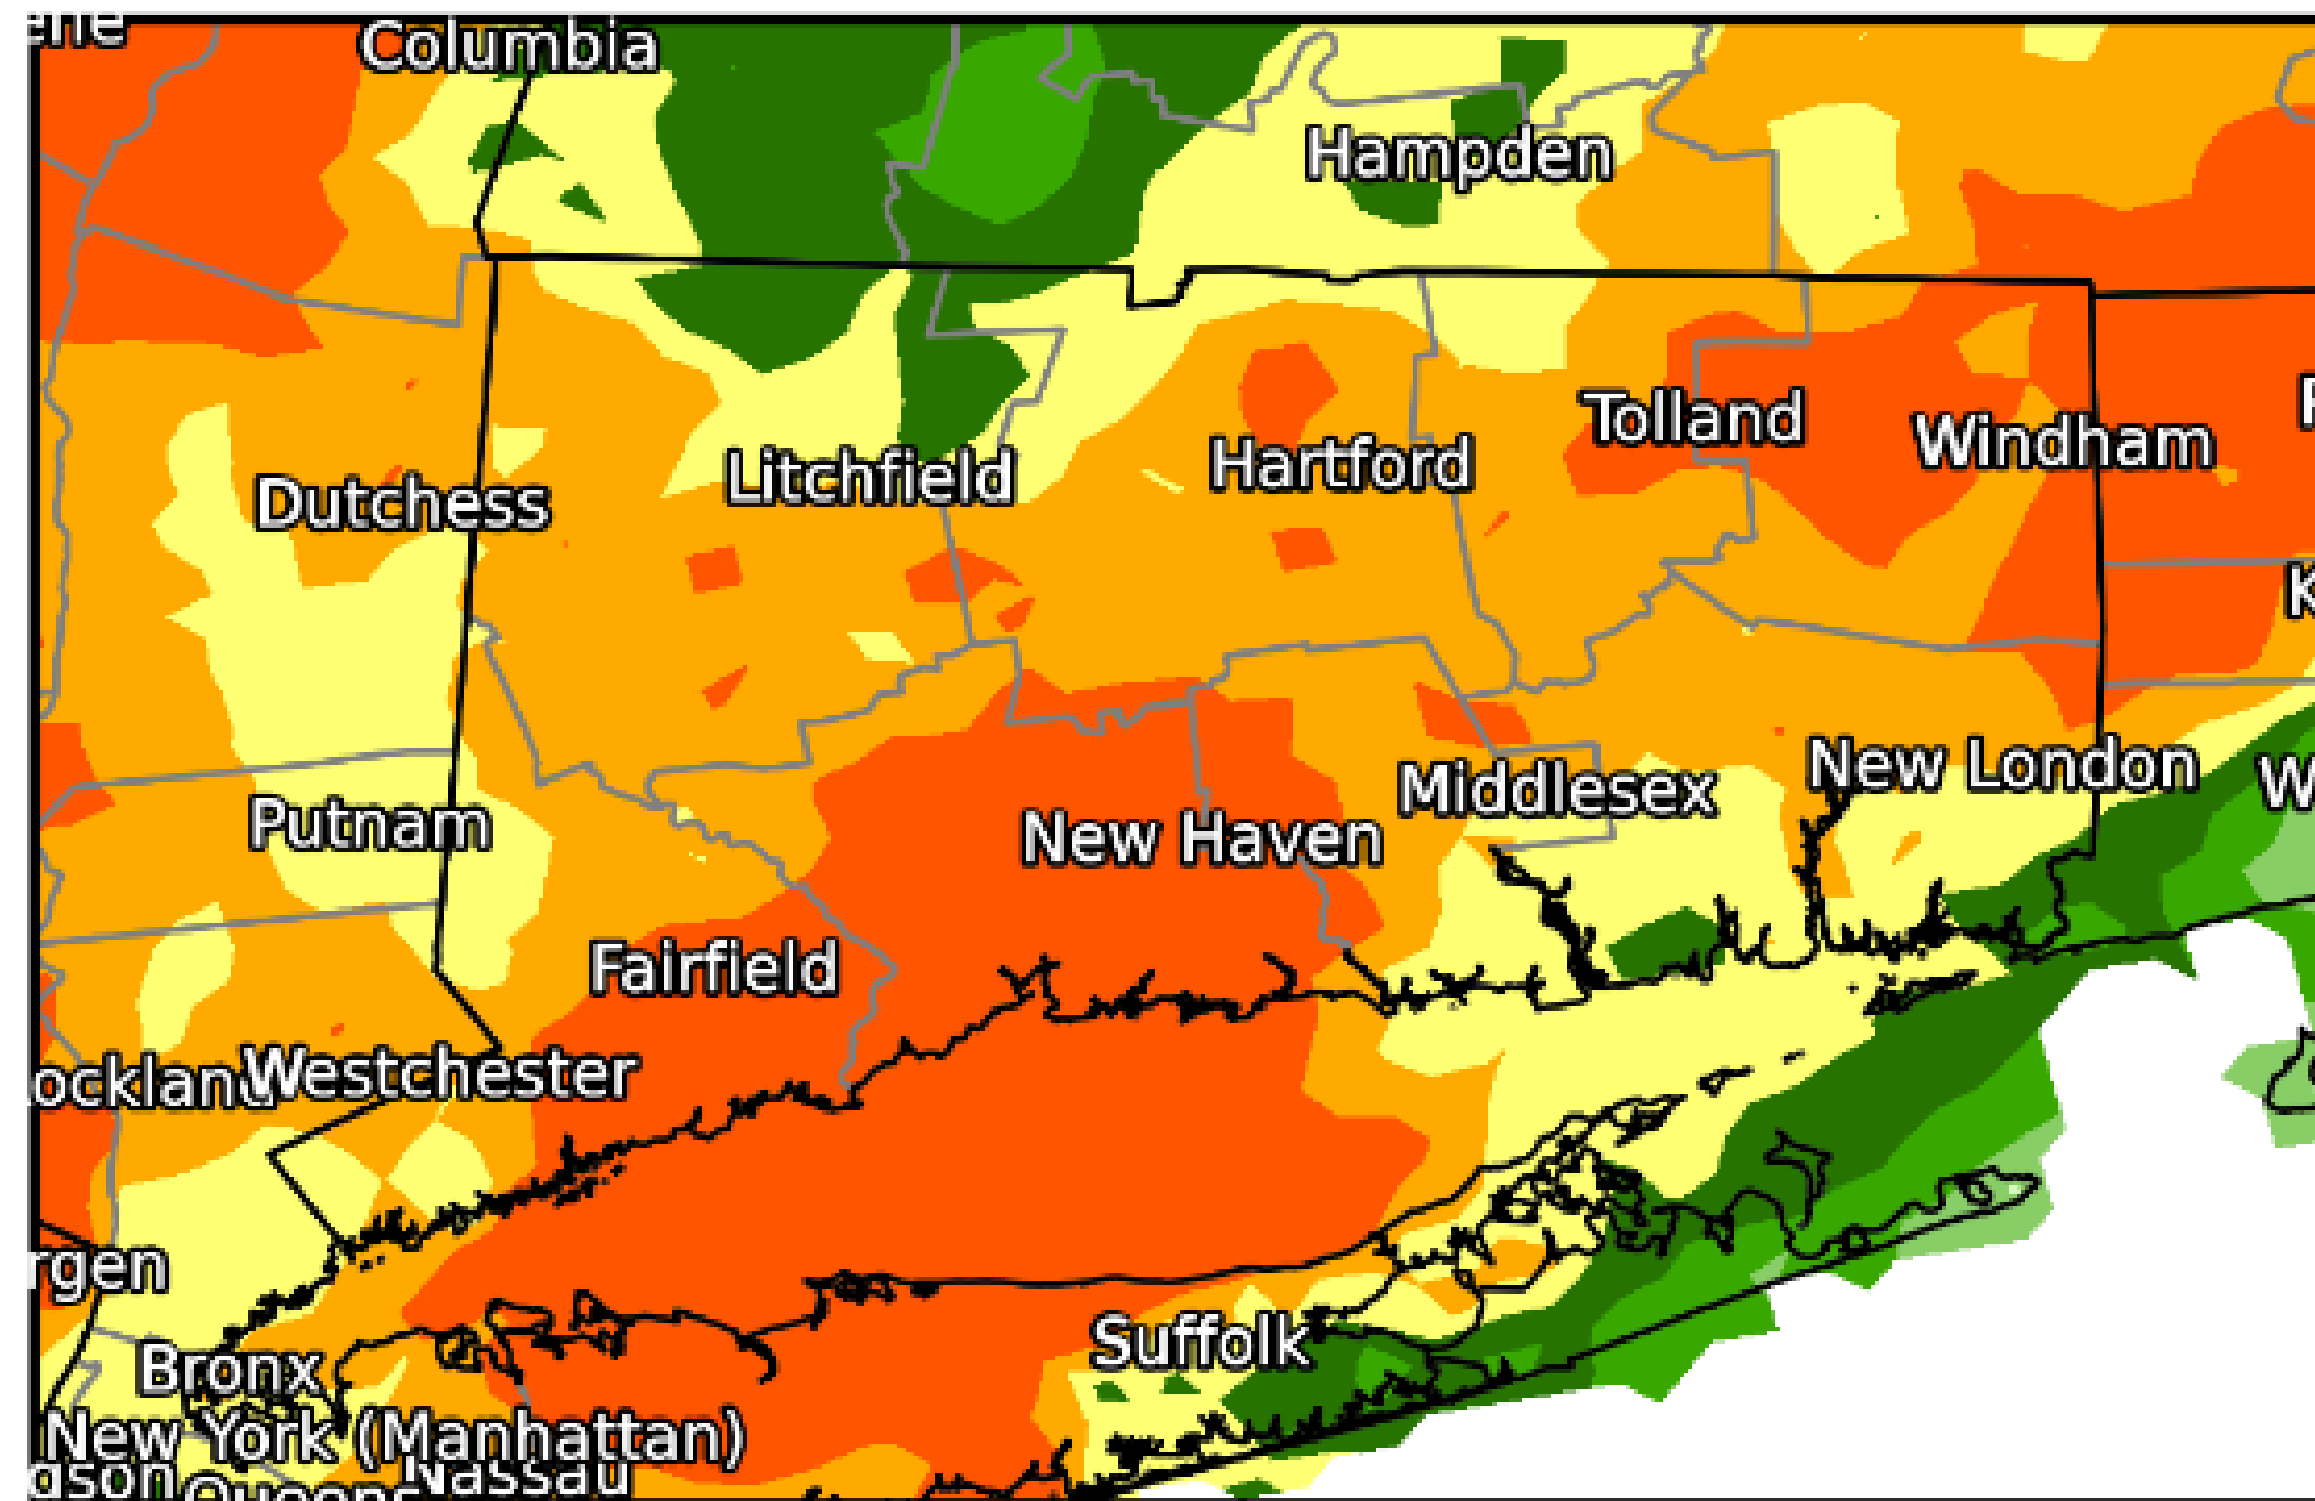 Columbia
Hampden
Tolland
Windham
Hartford
Litchfield
Dutchess
New London
Middlesex
Putnam
New Haven
Fairfield
Westchester
Suffolk
Bronx
New York (Manhattan)
Nassau